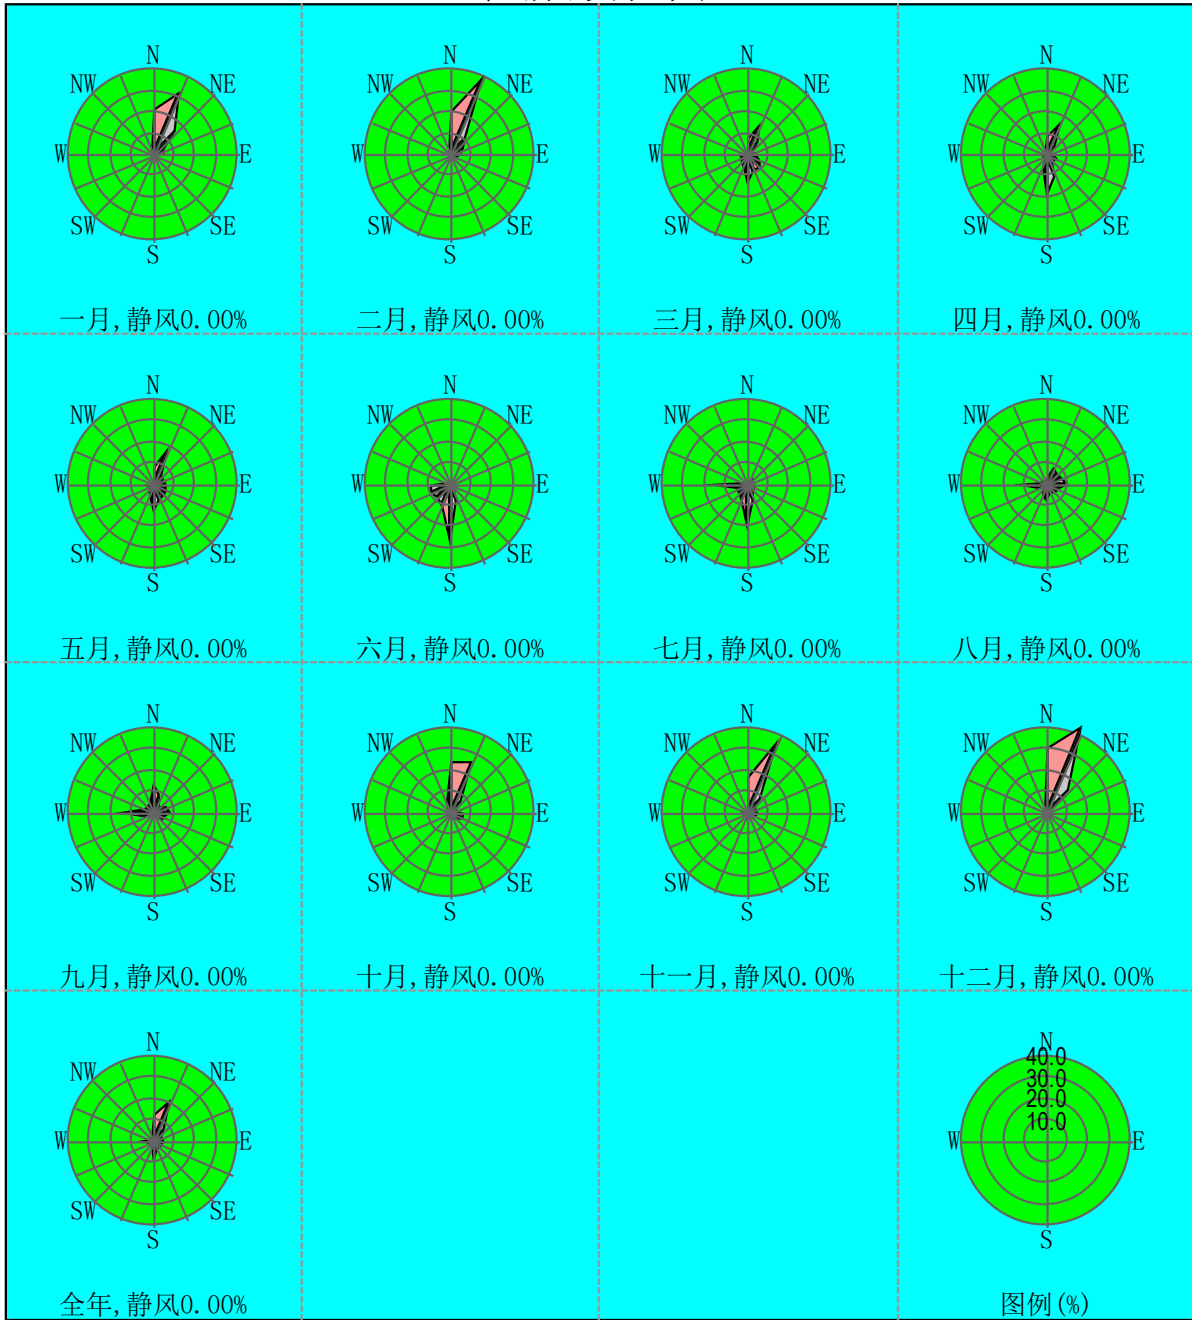 N
NW NE
W E
SW SE
S
一月,静风0.00%
N
NW NE
W E
SW SE
S
二月,静风0.00%
N
NW NE
W E
SW SE
S
三月,静风0.00%
N
NW NE
W E
SW SE
S
四月,静风0.00%
N
NW NE
W E
SW SE
S
五月,静风0.00%
N
NW NE
W E
SW SE
S
六月,静风0.00%
N
NW NE
W E
SW SE
S
七月,静风0.00%
N
NW NE
W E
SW SE
S
八月,静风0.00%
N
NW NE
W E
SW SE
S
九月,静风0.00%
N
NW NE
W E
SW SE
S
十月,静风0.00%
N
NW NE
W E
SW SE
S
十一月,静风0.00%
N
NW NE
W E
SW SE
S
十二月,静风0.00%
N
NW NE
W E
SW SE
S
全年,静风0.00%
N
40.0
30.0
20.0
10.0
W E
S
图例(%)